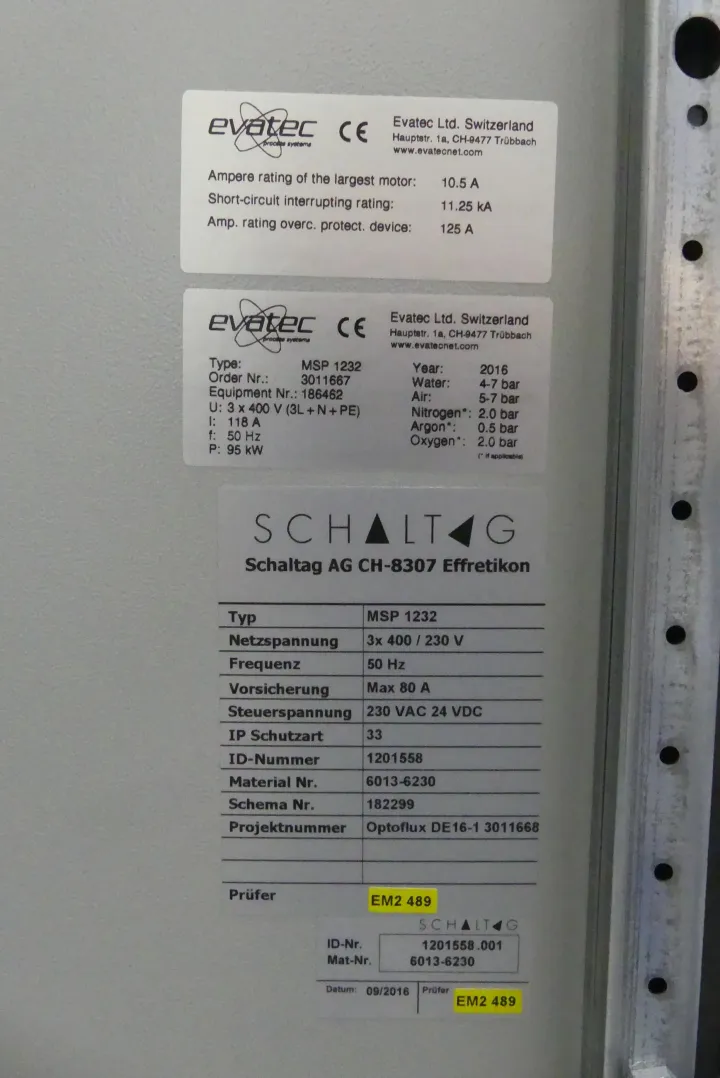 evatec
process systems
CE
Evatec Ltd. Switzerland
Hauptstr. 1a, CH-9477 Trübbach
www.evatecnet.com
Ampere rating of the largest motor: 10.5 A
Short-circuit interrupting rating: 11.25 kA
Amp. rating overc. protect. device: 125 A
evatec
process systems
CE
Evatec Ltd. Switzerland
Hauptstr. 1a, CH-9477 Trübbach
www.evatecnet.com
Type: MSP 1232
Order Nr.: 3011667
Equipment Nr.: 186462
U: 3 x 400 V (3L+N+PE)
I: 118 A
f: 50 Hz
P: 95 kW
Year: 2016
Water: 4-7 bar
Air: 5-7 bar
Nitrogen*: 2.0 bar
Argon*: 0.5 bar
Oxygen*: 2.0 bar
(* if applicable)
SCHALTAG
Schaltag AG CH-8307 Effretikon
Typ MSP 1232
Netzspannung 3x 400 / 230 V
Frequenz 50 Hz
Vorsicherung Max 80 A
Steuerspannung 230 VAC 24 VDC
IP Schutzart 33
ID-Nummer 1201558
Material Nr. 6013-6230
Schema Nr. 182299
Projektnummer Optoflux DE16-1 3011668
Prüfer EM2 489
SCHALTAG
ID-Nr. 1201558.001
Mat-Nr. 6013-6230
Datum: 09/2016 Prüfer EM2 489